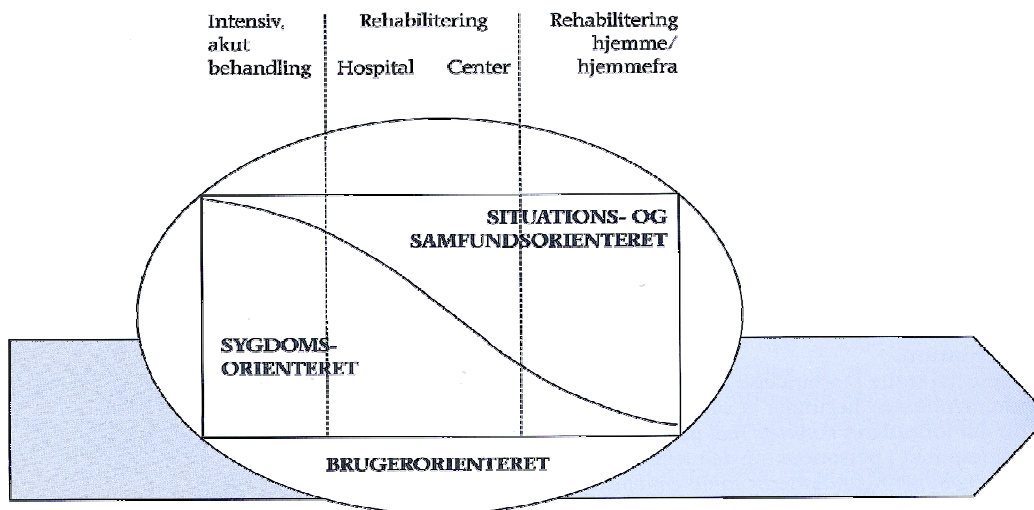 Intensiv,
akut
behandling
Rehabilitering
Hospital Center
Rehabilitering
hjemme/
hjemmefra
SITUATIONS- OG
SAMFUNDSORIENTERET
SYGDOMS-
ORIENTERET
BRUGERORIENTERET